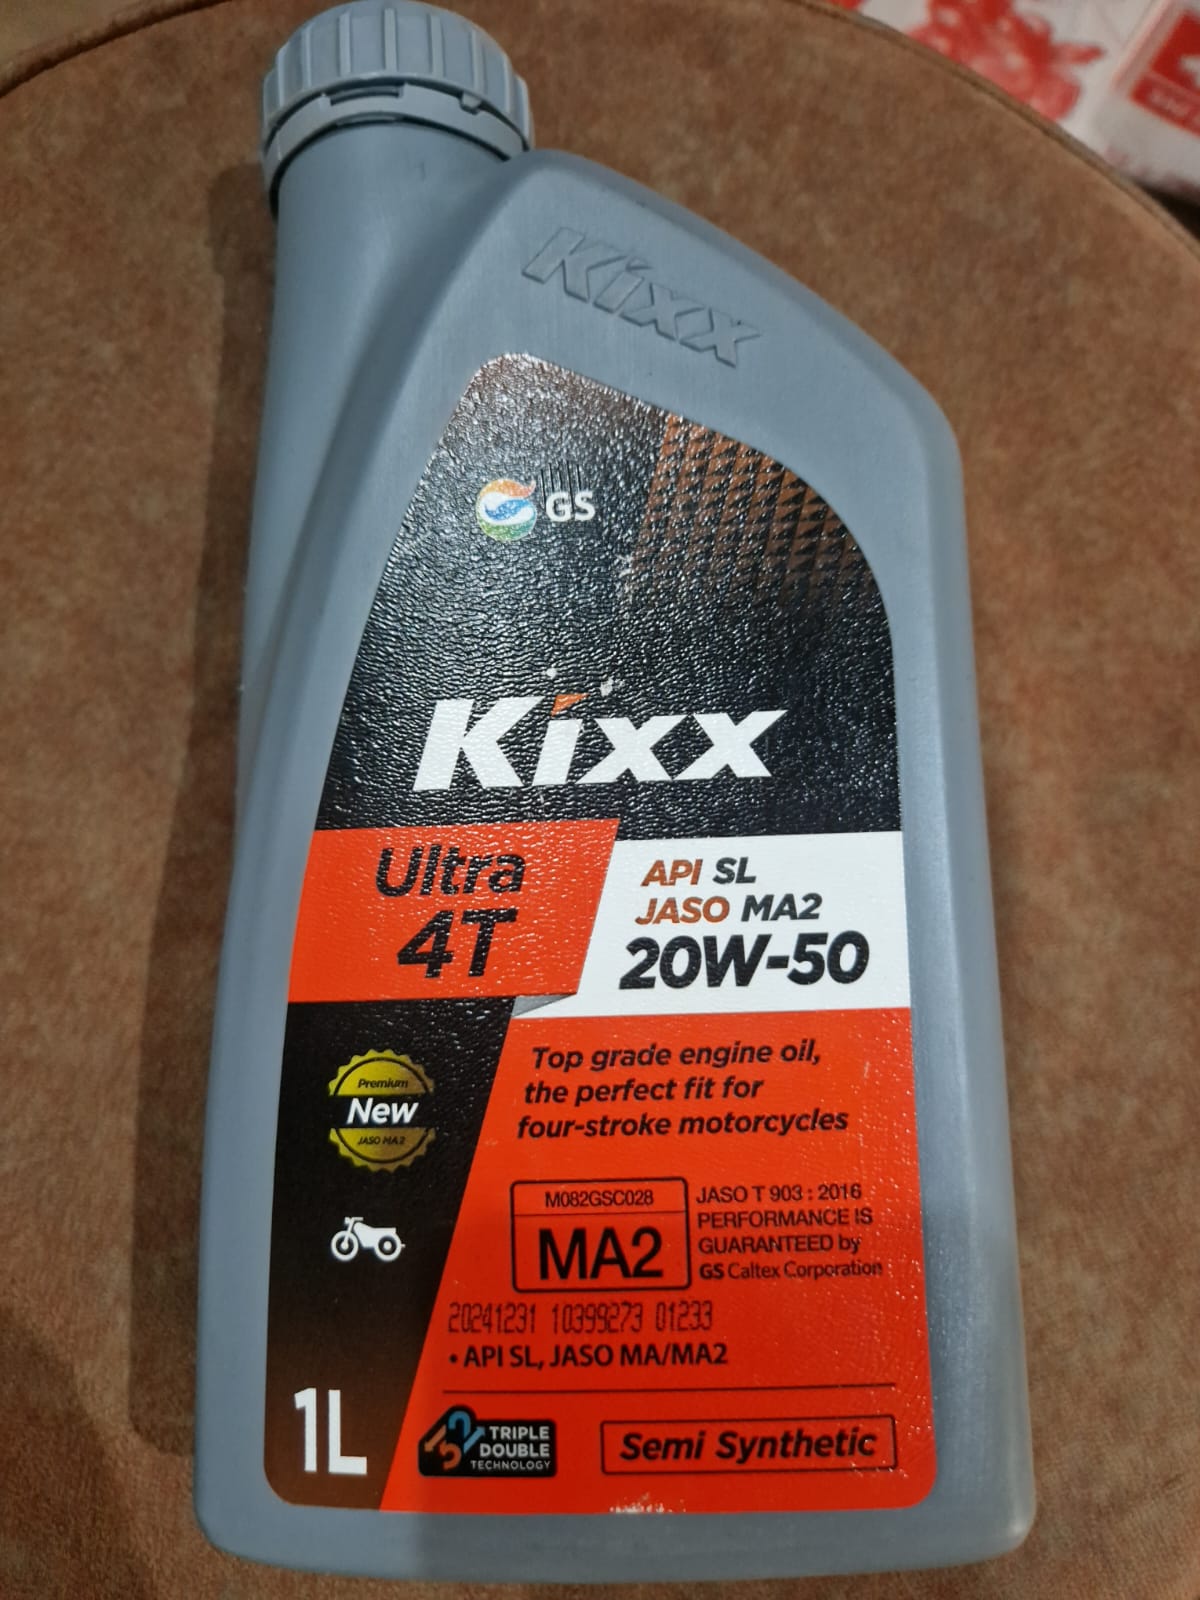 Kixx
GS
Kixx
Ultra
4T
API SL
JASO MA2
20W-50
Top grade engine oil,
the perfect fit for
four-stroke motorcycles
Premium
New
JASO MA2
M082GSC028
MA2
JASO T 903 : 2016
PERFORMANCE IS
GUARANTEED by
GS Caltex Corporation
20241231 10399273 01233
• API SL, JASO MA/MA2
1L
32
TRIPLE
DOUBLE
TECHNOLOGY
Semi Synthetic